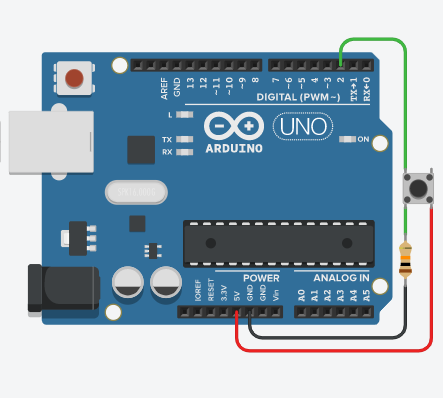 AREF
GND
13
12
~11
~10
~9
8
7
~6
~5
4
~3
2
TX→1
RX←0
DIGITAL (PWM~)
L
TX
RX
ARDUINO
UNO
ON
POWER
ANALOG IN
IOREF
RESET
3.3V
5V
GND
GND
Vin
A0
A1
A2
A3
A4
A5